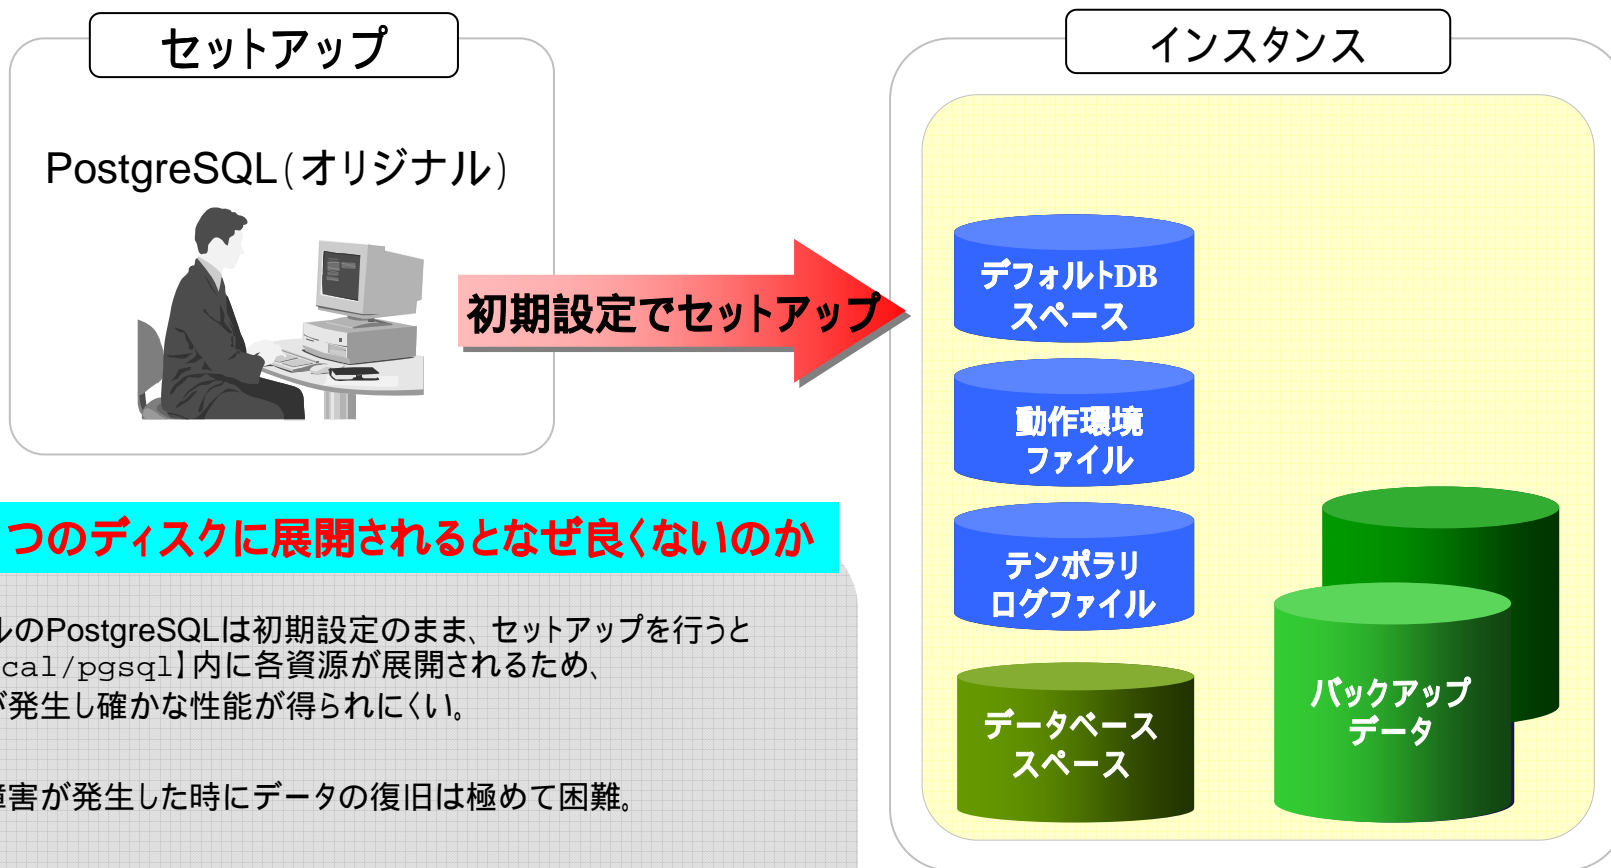 セットアップ
PostgreSQL(オリジナル)
初期設定でセットアップ
インスタンス
デフォルトDB
スペース
動作環境
ファイル
テンポラリ
ログファイル
データベース
スペース
バックアップ
データ
つのディスクに展開されるとなぜ良くないのか
ルのPostgreSQLは初期設定のまま、セットアップを行うと
cal/pgsql】内に各資源が展開されるため、
が発生し確かな性能が得られにくい。
障害が発生した時にデータの復旧は極めて困難。